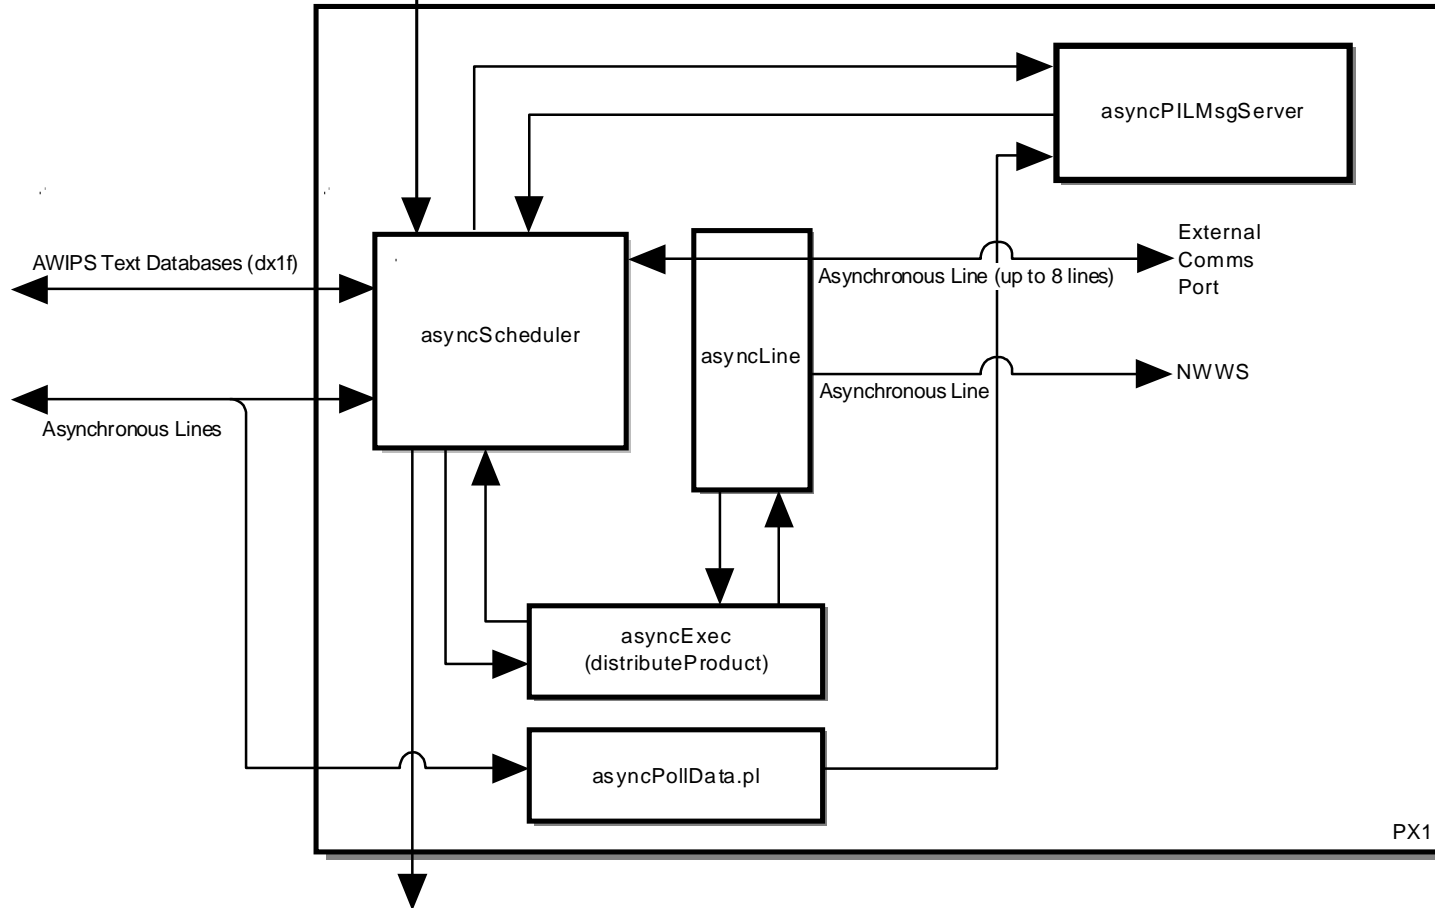 asyncPILMsgServer
External
Comms
Port
AWIPS Text Databases (dx1f)
Asynchronous Line (up to 8 lines)
asyncScheduler
asyncLine
NWWS
Asynchronous Line
Asynchronous Lines
asyncExec
(distributeProduct)
asyncPollData.pl
PX1